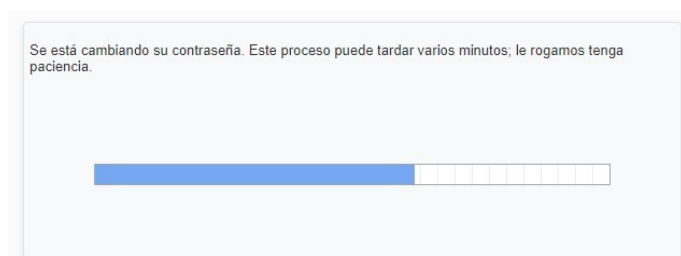 Se está cambiando su contraseña. Este proceso puede tardar varios minutos; le rogamos tenga
paciencia.